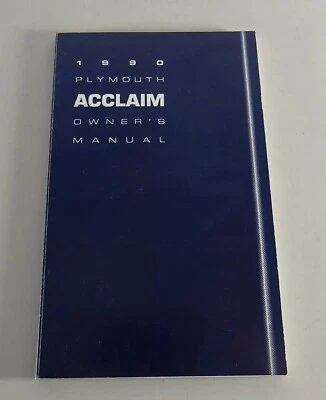 1990
PLYMOUTH
ACCLAIM
OWNER'S
MANUAL